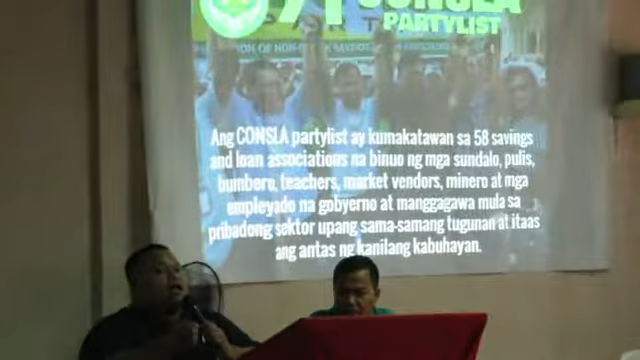 71 CONSLA
PARTYLIST
Ang CONSLA partylist ay kumakatawan sa 58 savings
and loan associations na binuo ng mga sundalo, pulis,
bumbero, teachers, market vendors, minero at mga
empleyado na gobyerno at manggagawa mula sa
pribadong sektor upang sama-samang tugunan at itaas
ang antas ng kanilang kabuhayan.